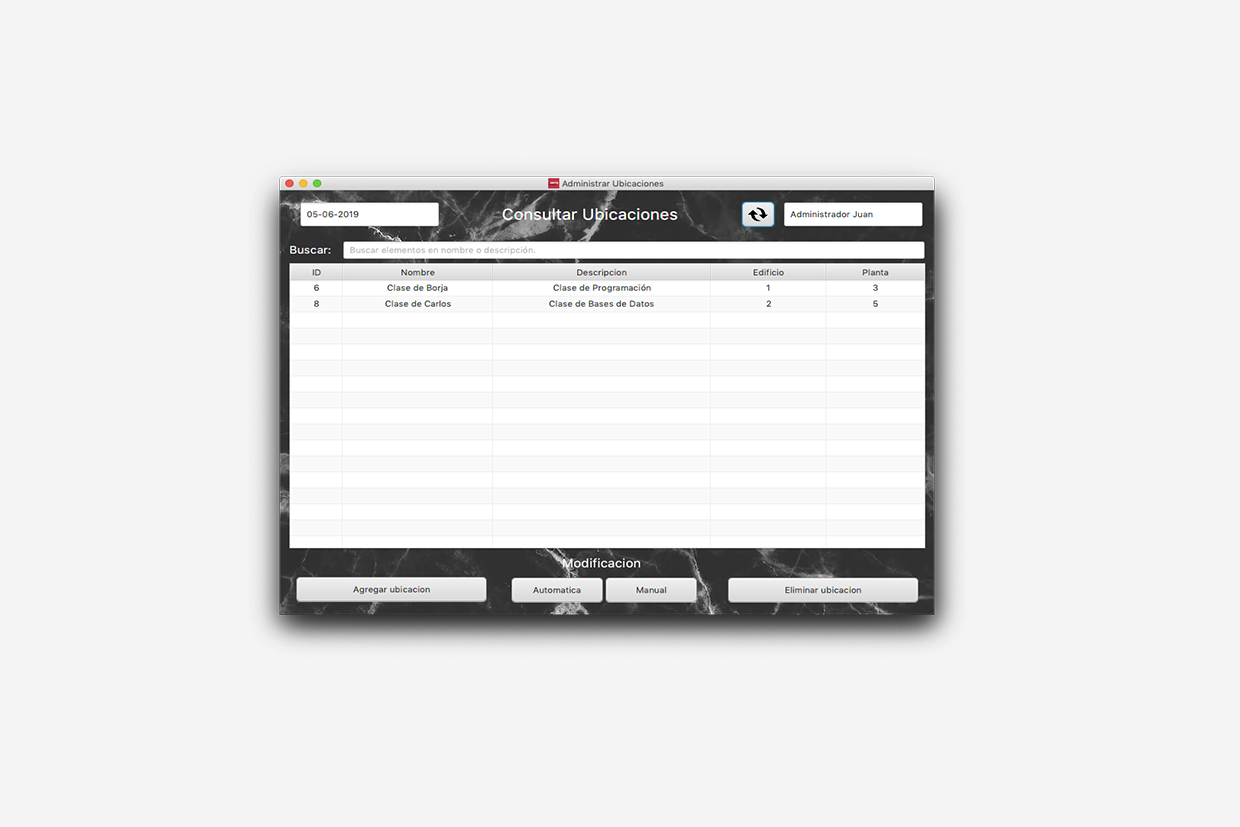 Administrar Ubicaciones
05-06-2019 Consultar Ubicaciones Administrador Juan
Buscar: Buscar elementos en nombre o descripción.
ID Nombre Descripcion Edificio Planta
6 Clase de Borja Clase de Programación 1 3
8 Clase de Carlos Clase de Bases de Datos 2 5
Modificacion
Agregar ubicacion Automatica Manual Eliminar ubicacion